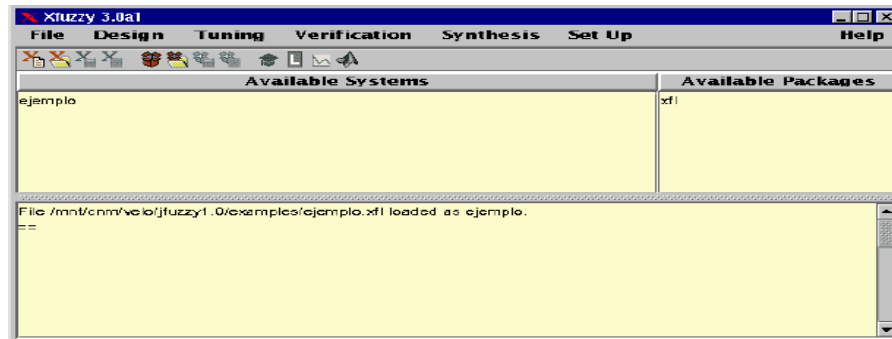 Xfuzzy 3.0a1
File Design Tuning Verification Synthesis Set Up Help
Available Systems Available Packages
ejemplo xfl
File /mnt/cnm/velo/jfuzzy1.0/examples/ejemplo.xfl loaded as ejemplo.
==